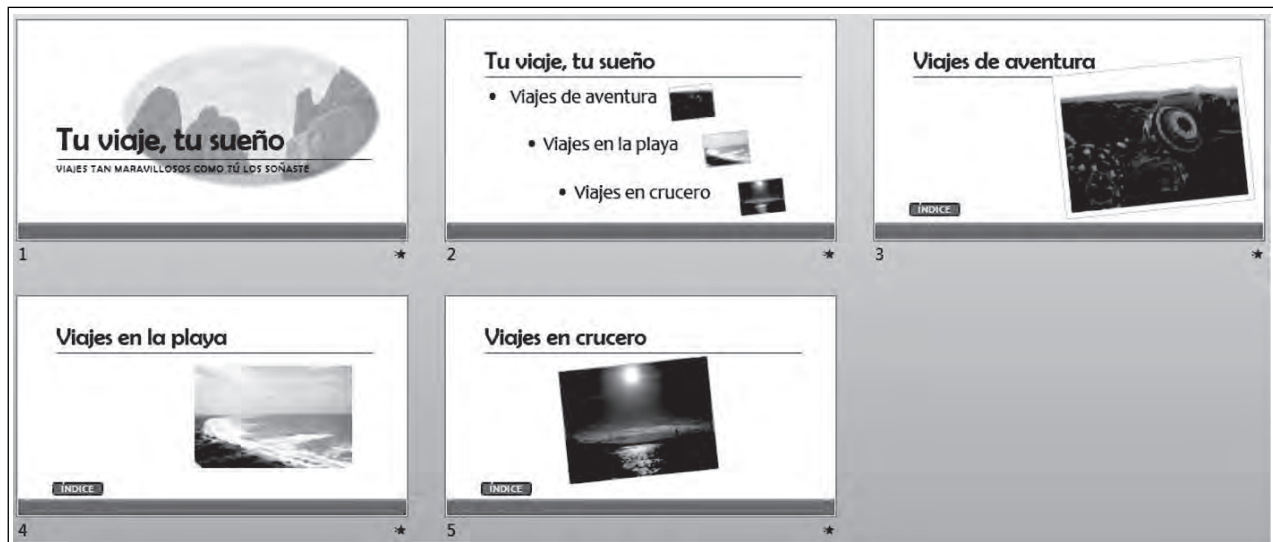 Tu viaje, tu sueño
VIAJES TAN MARAVILLOSOS COMO TÚ LOS SOÑASTE
1
Tu viaje, tu sueño
• Viajes de aventura
• Viajes en la playa
• Viajes en crucero
2
Viajes de aventura
ÍNDICE
3
Viajes en la playa
ÍNDICE
4
Viajes en crucero
ÍNDICE
5